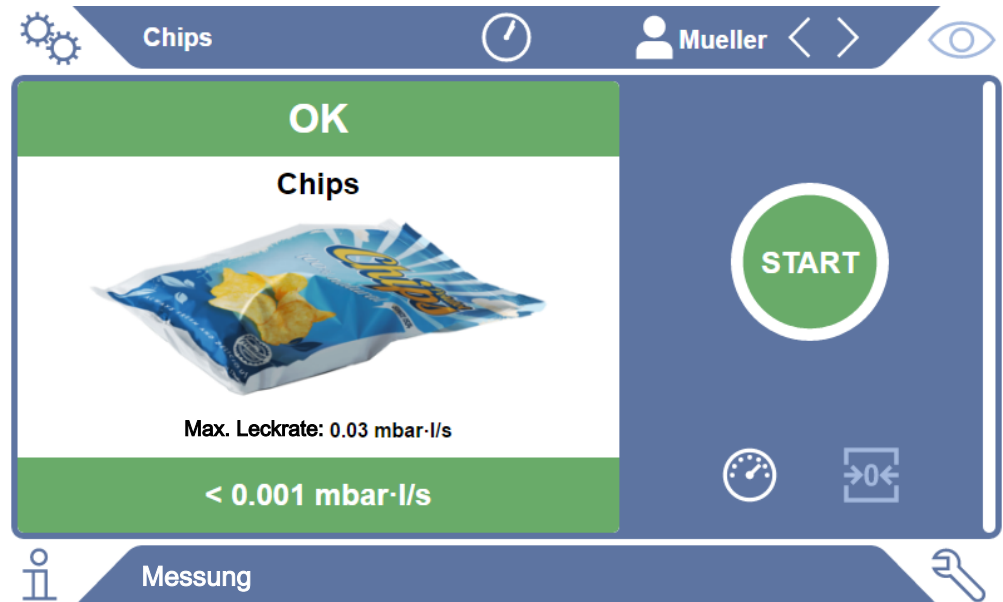 Chips
Mueller
OK
Chips
Chips
START
Max. Leckrate: 0.03 mbar·l/s
→0←
< 0.001 mbar·l/s
Messung